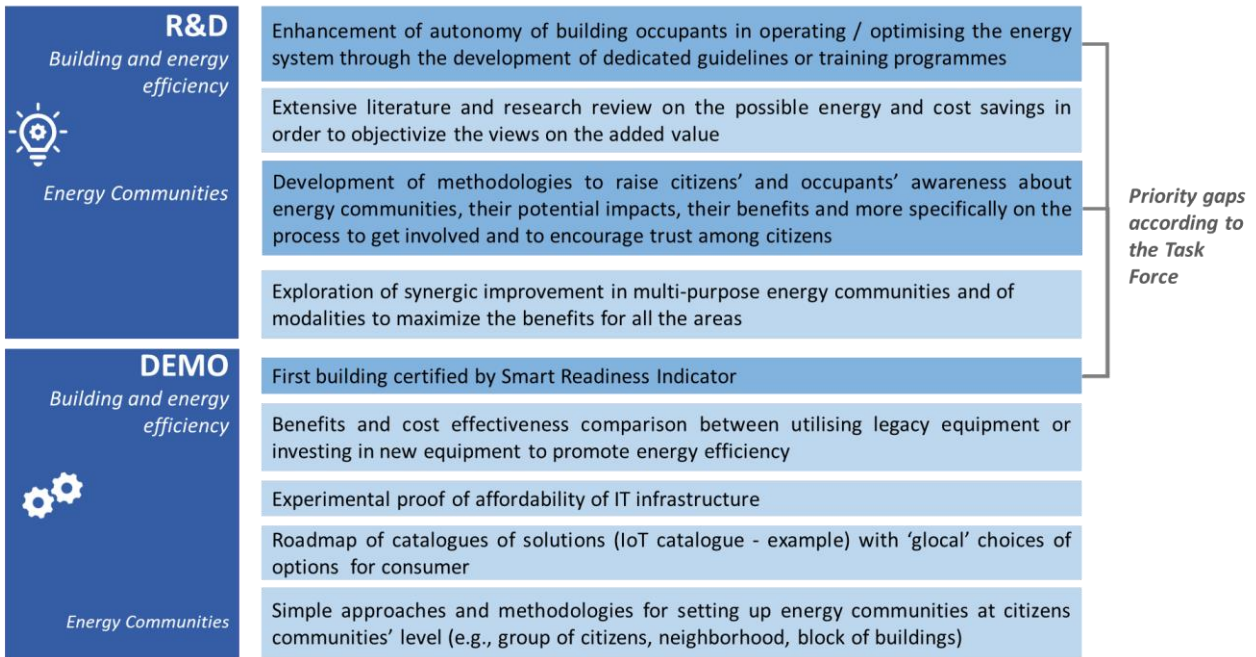 R&D
Building and energy
efficiency
Energy Communities
Enhancement of autonomy of building occupants in operating / optimising the energy
system through the development of dedicated guidelines or training programmes
Extensive literature and research review on the possible energy and cost savings in
order to objectivize the views on the added value
Development of methodologies to raise citizens’ and occupants’ awareness about
energy communities, their potential impacts, their benefits and more specifically on the
process to get involved and to encourage trust among citizens
Exploration of synergic improvement in multi-purpose energy communities and of
modalities to maximize the benefits for all the areas
Priority gaps
according to
the Task
Force
DEMO
Building and energy
efficiency
Energy Communities
First building certified by Smart Readiness Indicator
Benefits and cost effectiveness comparison between utilising legacy equipment or
investing in new equipment to promote energy efficiency
Experimental proof of affordability of IT infrastructure
Roadmap of catalogues of solutions (IoT catalogue - example) with ‘glocal’ choices of
options for consumer
Simple approaches and methodologies for setting up energy communities at citizens
communities’ level (e.g., group of citizens, neighborhood, block of buildings)